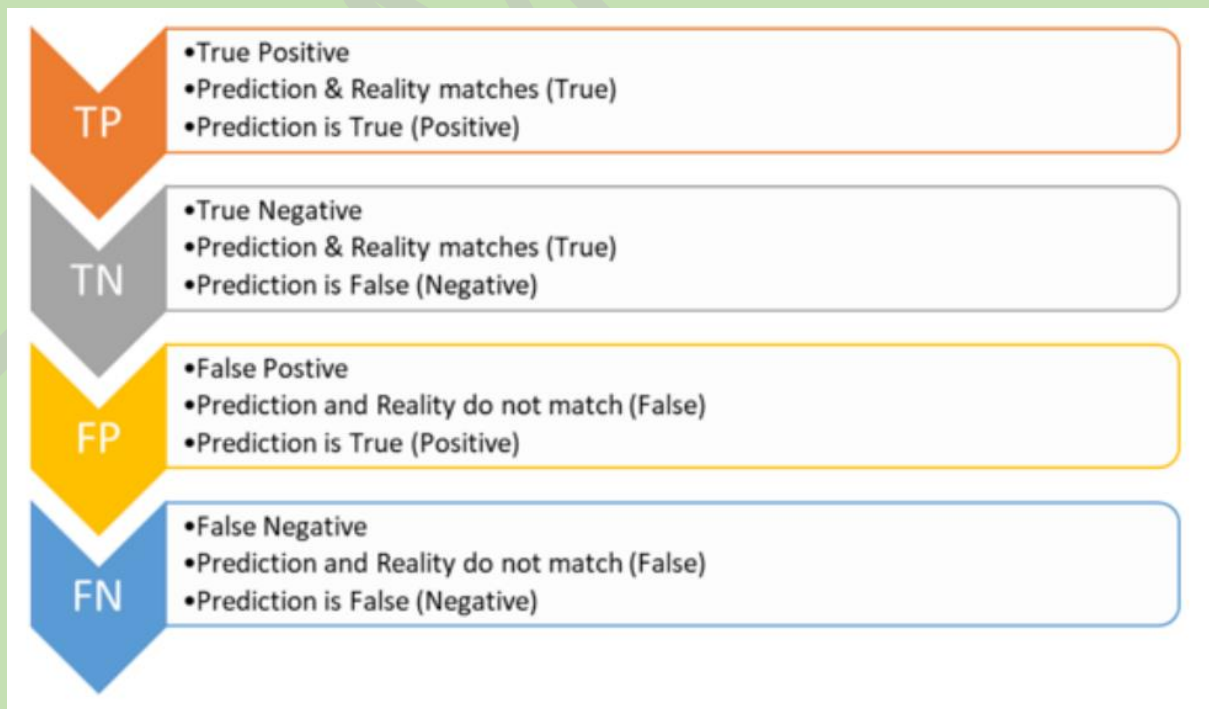 TP
•True Positive
•Prediction & Reality matches (True)
•Prediction is True (Positive)
TN
•True Negative
•Prediction & Reality matches (True)
•Prediction is False (Negative)
FP
•False Postive
•Prediction and Reality do not match (False)
•Prediction is True (Positive)
FN
•False Negative
•Prediction and Reality do not match (False)
•Prediction is False (Negative)